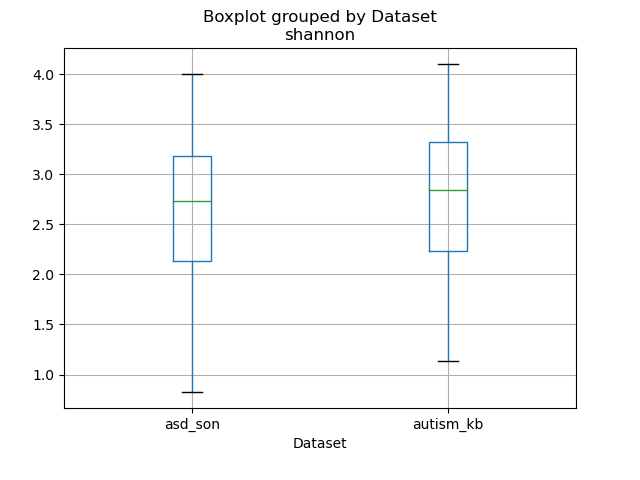 Boxplot grouped by Dataset
shannon
4.0
3.5
3.0
2.5
2.0
1.5
1.0
asd_son autism_kb
Dataset